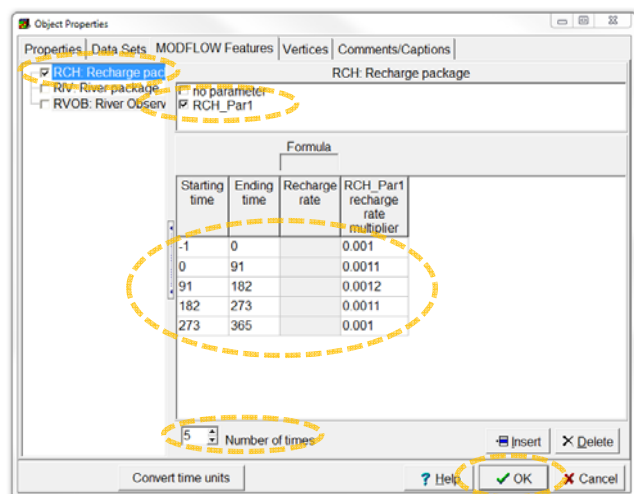 Object Properties
Properties Data Sets MODFLOW Features Vertices Comments/Captions
RCH: Recharge pac
RIV: River package
RVOB: River Observ
RCH: Recharge package
no parameter
RCH_Par1
Formula
Starting time Ending time Recharge rate RCH_Par1 recharge rate multiplier
-1 0 0.001
0 91 0.0011
91 182 0.0012
182 273 0.0011
273 365 0.001
5 Number of times Insert Delete
Convert time units ? Help OK Cancel